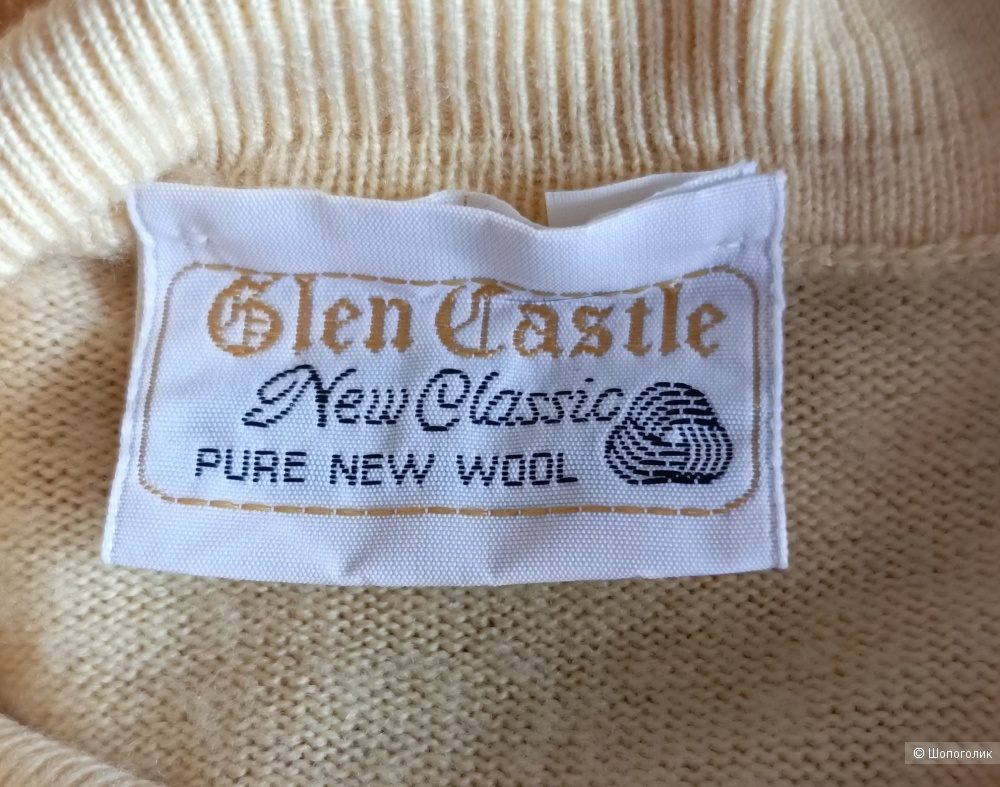 Glen Castle
New Classic
PURE NEW WOOL
© Шопоголик